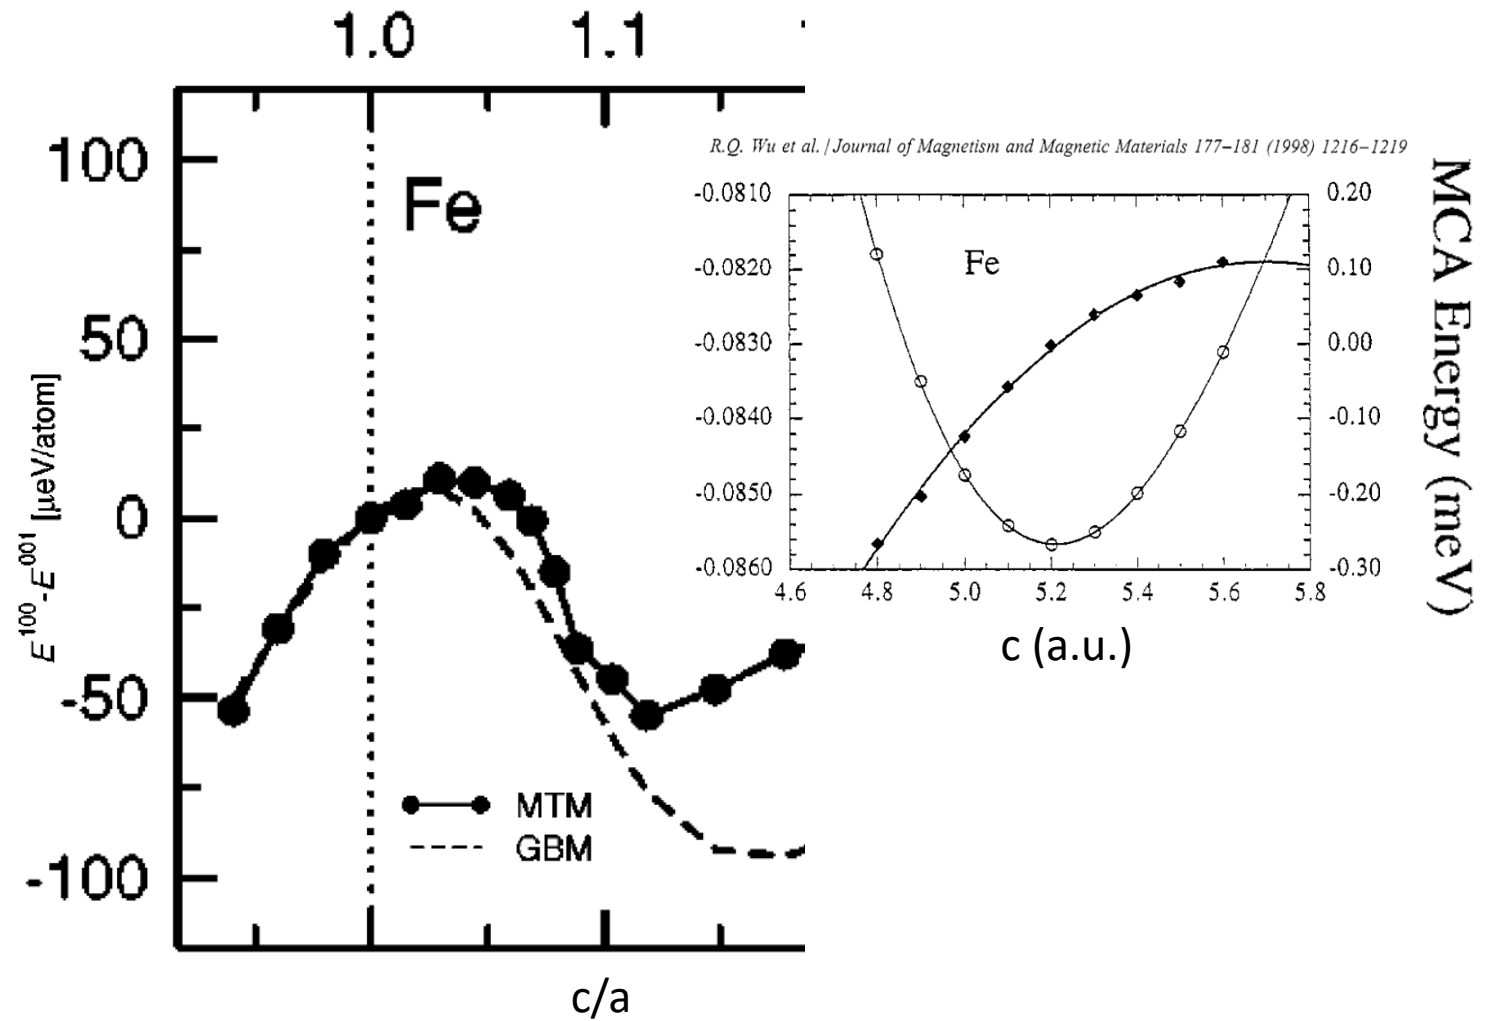 1.0 1.1
R.Q. Wu et al. / Journal of Magnetism and Magnetic Materials 177–181 (1998) 1216–1219
100
50
0
-50
-100
E100-E001 [μeV/atom]
Fe
MTM
GBM
c/a
-0.0810
-0.0820
-0.0830
-0.0840
-0.0850
-0.0860
Fe
0.20
0.10
0.00
-0.10
-0.20
-0.30
4.6 4.8 5.0 5.2 5.4 5.6 5.8
c (a.u.)
MCA Energy (meV)